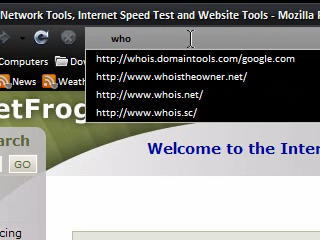 Network Tools, Internet Speed Test and Website Tools - Mozilla F
who
http://whois.domaintools.com/google.com
http://www.whoistheowner.net/
http://www.whois.net/
http://www.whois.sc/
Computers
Do
News
Weath
etFrog
arch
GO
Welcome to the Inter
cing